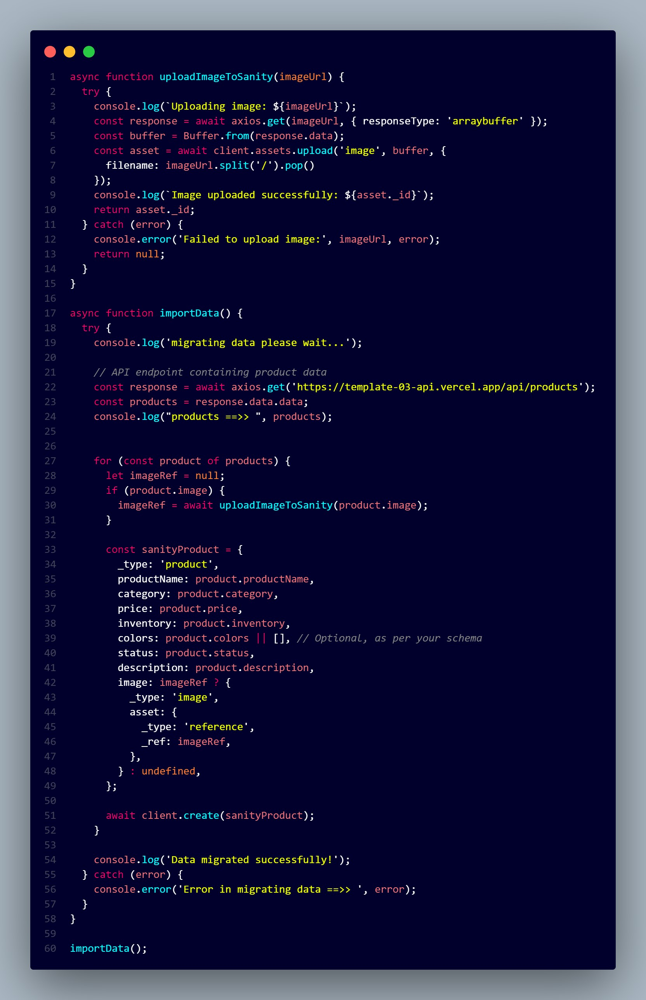 1 async function uploadImageToSanity(imageUrl) {
2   try {
3     console.log(`Uploading image: ${imageUrl}`);
4     const response = await axios.get(imageUrl, { responseType: 'arraybuffer' });
5     const buffer = Buffer.from(response.data);
6     const asset = await client.assets.upload('image', buffer, {
7       filename: imageUrl.split('/').pop()
8     });
9     console.log(`Image uploaded successfully: ${asset._id}`);
10     return asset._id;
11   } catch (error) {
12     console.error('Failed to upload image:', imageUrl, error);
13     return null;
14   }
15 }
16
17 async function importData() {
18   try {
19     console.log('migrating data please wait...');
20
21     // API endpoint containing product data
22     const response = await axios.get('https://template-03-api.vercel.app/api/products');
23     const products = response.data.data;
24     console.log("products ==>> ", products);
25
26
27     for (const product of products) {
28       let imageRef = null;
29       if (product.image) {
30         imageRef = await uploadImageToSanity(product.image);
31       }
32
33       const sanityProduct = {
34         _type: 'product',
35         productName: product.productName,
36         category: product.category,
37         price: product.price,
38         inventory: product.inventory,
39         colors: product.colors || [], // Optional, as per your schema
40         status: product.status,
41         description: product.description,
42         image: imageRef ? {
43           _type: 'image',
44           asset: {
45             _type: 'reference',
46             _ref: imageRef,
47           },
48         } : undefined,
49       };
50
51       await client.create(sanityProduct);
52     }
53
54     console.log('Data migrated successfully!');
55   } catch (error) {
56     console.error('Error in migrating data ==>> ', error);
57   }
58 }
59
60 importData();